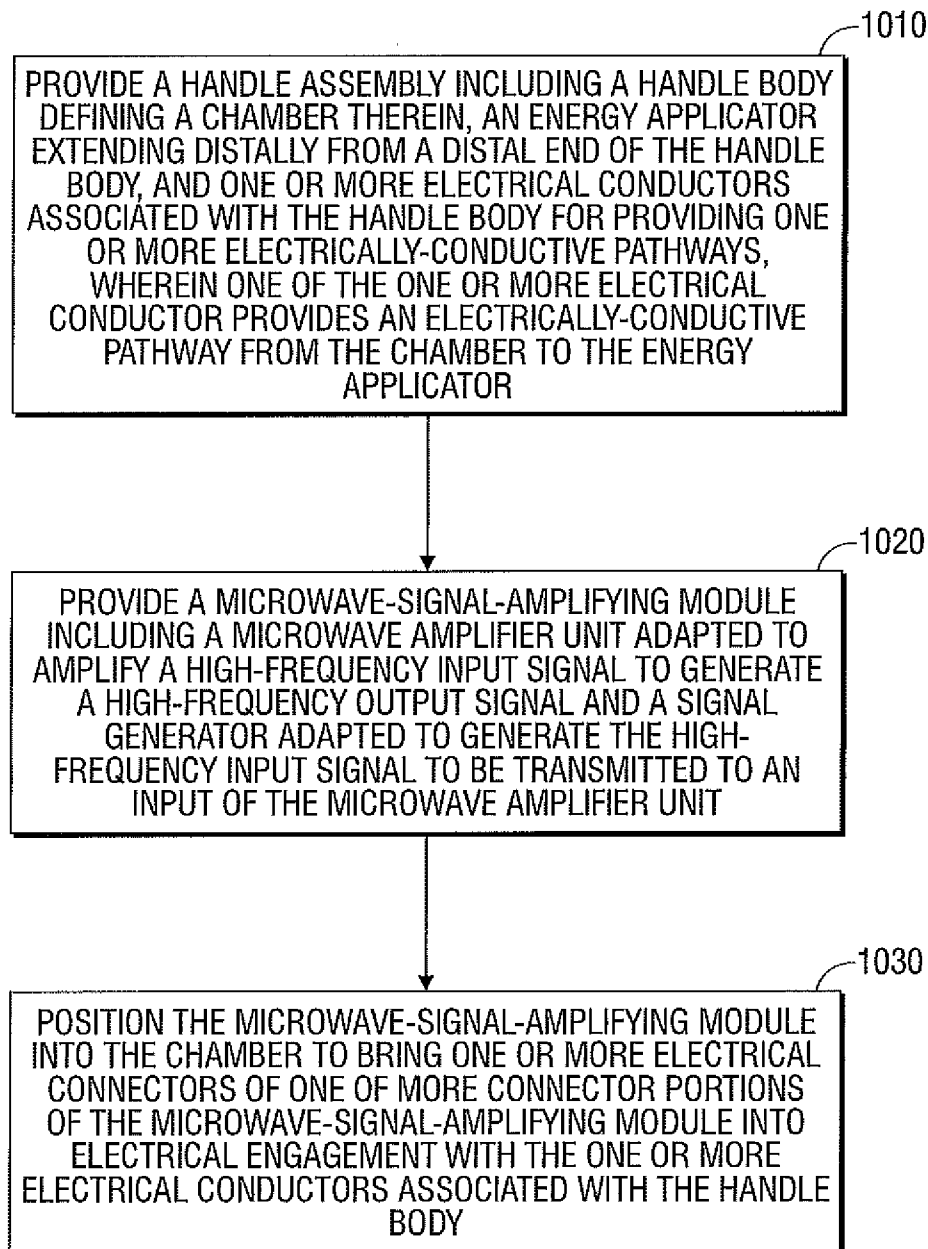 1010
PROVIDE A HANDLE ASSEMBLY INCLUDING A HANDLE BODY
DEFINING A CHAMBER THEREIN, AN ENERGY APPLICATOR
EXTENDING DISTALLY FROM A DISTAL END OF THE HANDLE
BODY, AND ONE OR MORE ELECTRICAL CONDUCTORS
ASSOCIATED WITH THE HANDLE BODY FOR PROVIDING ONE
OR MORE ELECTRICALLY-CONDUCTIVE PATHWAYS,
WHEREIN ONE OF THE ONE OR MORE ELECTRICAL
CONDUCTOR PROVIDES AN ELECTRICALLY-CONDUCTIVE
PATHWAY FROM THE CHAMBER TO THE ENERGY
APPLICATOR
1020
PROVIDE A MICROWAVE-SIGNAL-AMPLIFYING MODULE
INCLUDING A MICROWAVE AMPLIFIER UNIT ADAPTED TO
AMPLIFY A HIGH-FREQUENCY INPUT SIGNAL TO GENERATE
A HIGH-FREQUENCY OUTPUT SIGNAL AND A SIGNAL
GENERATOR ADAPTED TO GENERATE THE HIGH-
FREQUENCY INPUT SIGNAL TO BE TRANSMITTED TO AN
INPUT OF THE MICROWAVE AMPLIFIER UNIT
1030
POSITION THE MICROWAVE-SIGNAL-AMPLIFYING MODULE
INTO THE CHAMBER TO BRING ONE OR MORE ELECTRICAL
CONNECTORS OF ONE OF MORE CONNECTOR PORTIONS
OF THE MICROWAVE-SIGNAL-AMPLIFYING MODULE INTO
ELECTRICAL ENGAGEMENT WITH THE ONE OR MORE
ELECTRICAL CONDUCTORS ASSOCIATED WITH THE HANDLE
BODY